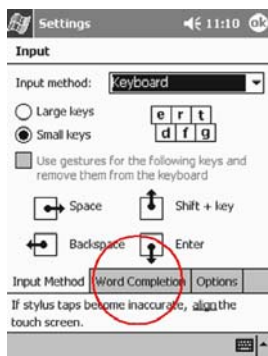 Settings 11:10 ok
Input
Input method: Keyboard
Large keys e r t
Small keys d f g
Use gestures for the following keys and
remove them from the keyboard
Space Shift + key
Backspace Enter
Input Method Word Completion Options
If stylus taps become inaccurate, align the
touch screen.